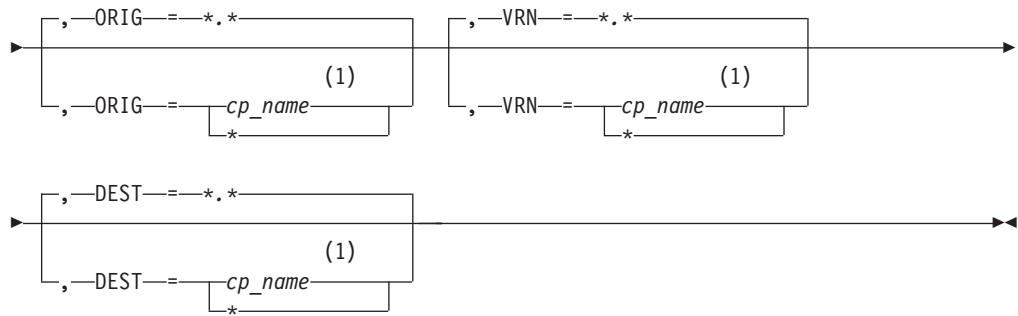 , ORIG = *.* , VRN = *.*
(1) (1)
, ORIG = cp_name , VRN = cp_name
* *
, DEST = *.*
(1)
, DEST = cp_name
*